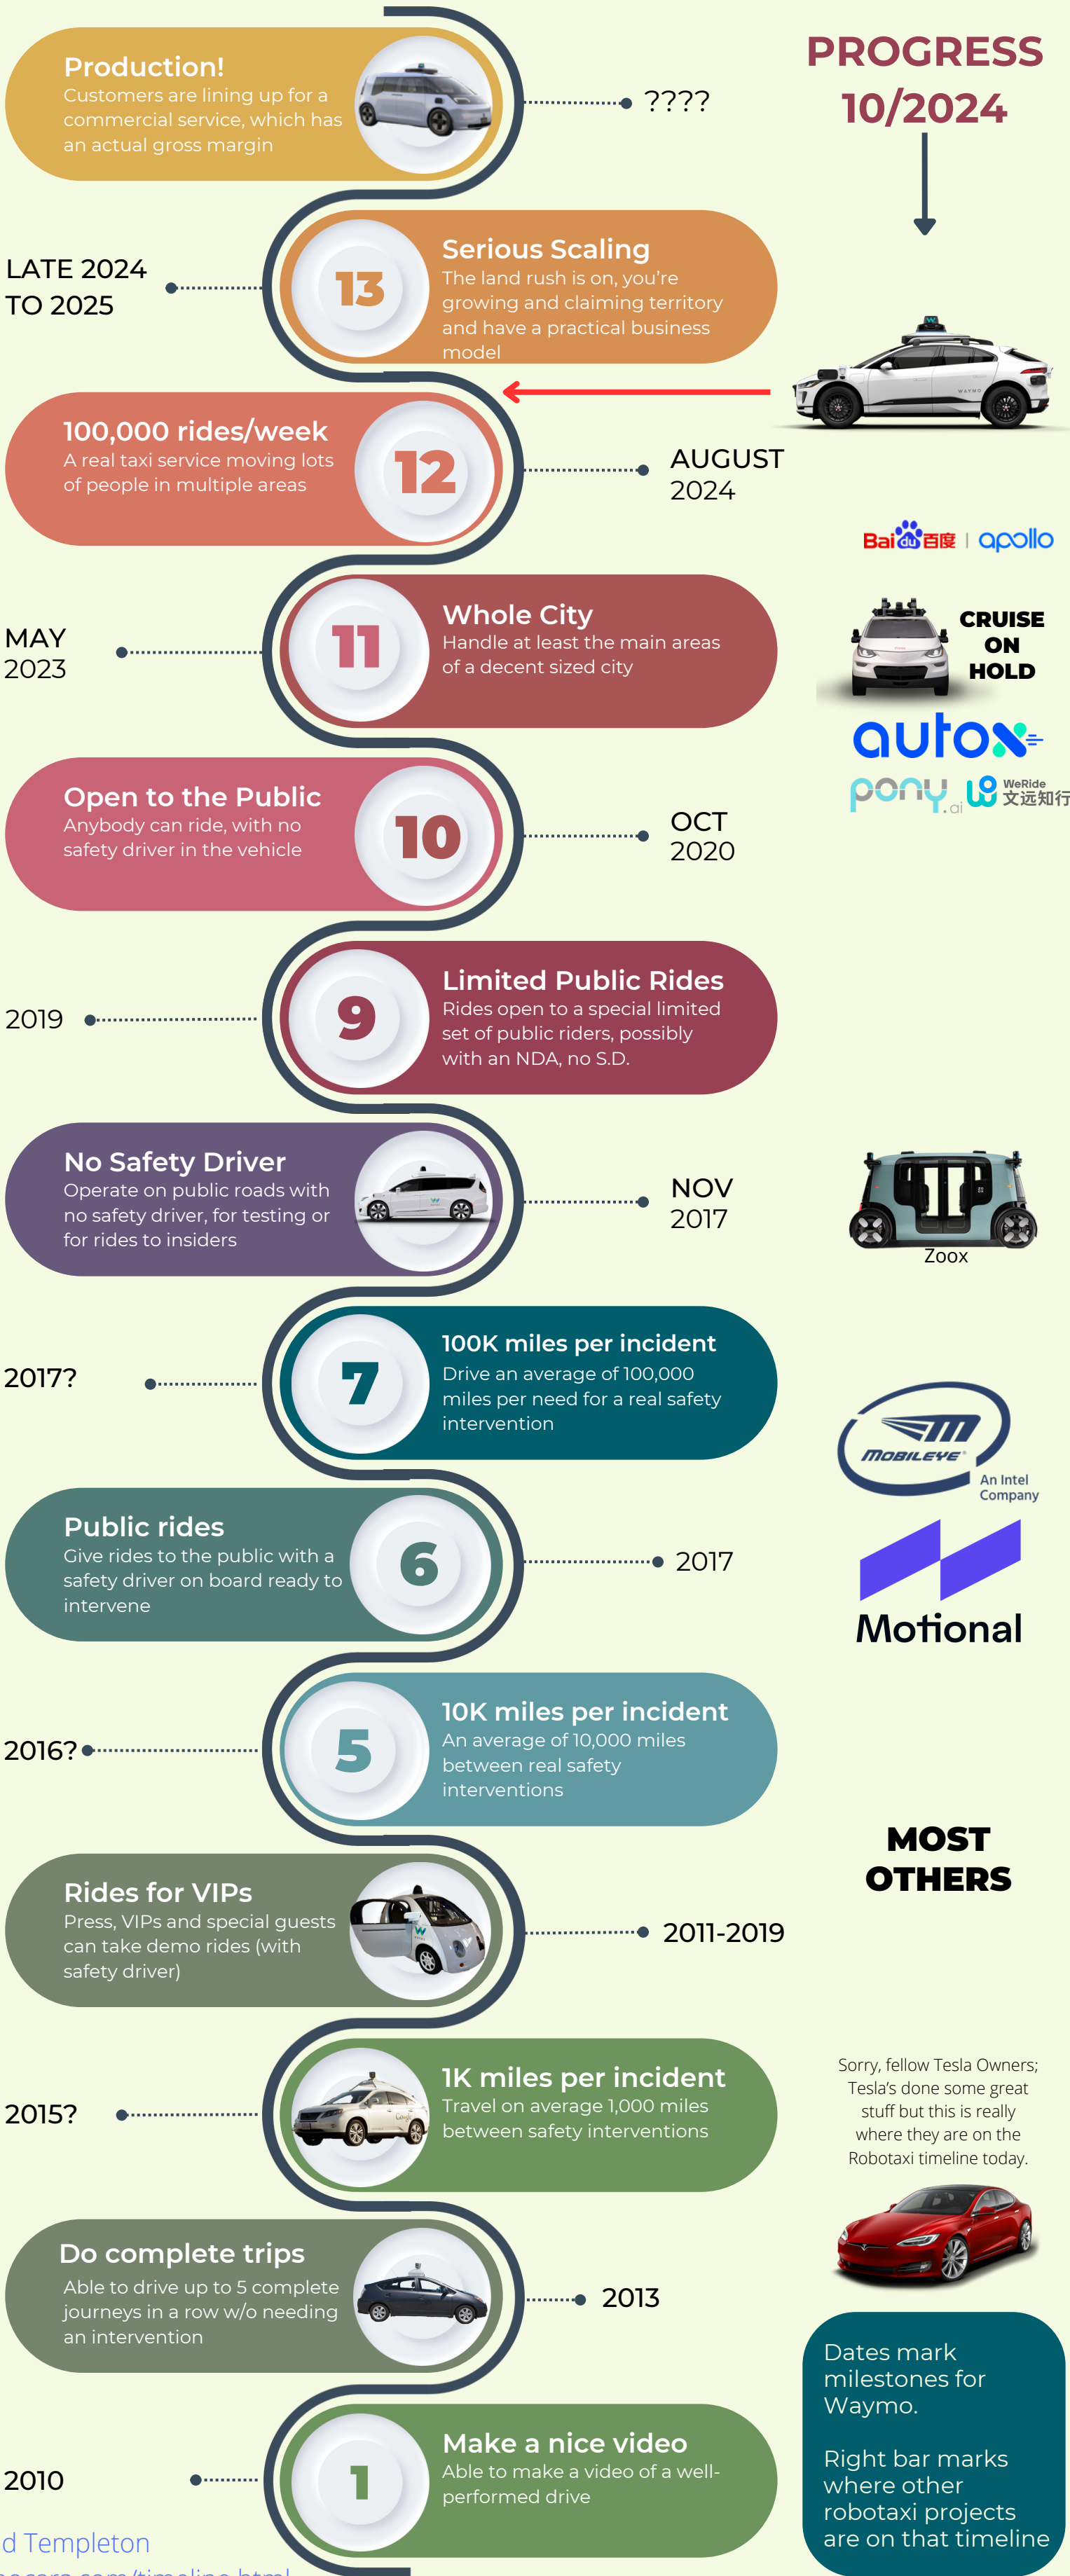 PROGRESS
10/2024
Production!
Customers are lining up for a
commercial service, which has
an actual gross margin
????
LATE 2024
TO 2025
13
Serious Scaling
The land rush is on, you're
growing and claiming territory
and have a practical business
model
WAYMO
100,000 rides/week
A real taxi service moving lots
of people in multiple areas
12
AUGUST
2024
Bai du 百度 | apollo
MAY
2023
11
Whole City
Handle at least the main areas
of a decent sized city
CRUISE
ON
HOLD
autox
pony.ai
WeRide
文远知行
Open to the Public
Anybody can ride, with no
safety driver in the vehicle
10
OCT
2020
2019
9
Limited Public Rides
Rides open to a special limited
set of public riders, possibly
with an NDA, no S.D.
No Safety Driver
Operate on public roads with
no safety driver, for testing or
for rides to insiders
NOV
2017
Zoox
2017?
7
100K miles per incident
Drive an average of 100,000
miles per need for a real safety
intervention
MOBILEYE
An Intel
Company
Public rides
Give rides to the public with a
safety driver on board ready to
intervene
6
2017
Motional
2016?
5
10K miles per incident
An average of 10,000 miles
between real safety
interventions
MOST
OTHERS
Rides for VIPs
Press, VIPs and special guests
can take demo rides (with
safety driver)
2011-2019
2015?
Google
1K miles per incident
Travel on average 1,000 miles
between safety interventions
Sorry, fellow Tesla Owners;
Tesla's done some great
stuff but this is really
where they are on the
Robotaxi timeline today.
Do complete trips
Able to drive up to 5 complete
journeys in a row w/o needing
an intervention
2013
Dates mark
milestones for
Waymo.
Right bar marks
where other
robotaxi projects
are on that timeline
2010
1
Make a nice video
Able to make a video of a well-
performed drive
d Templeton